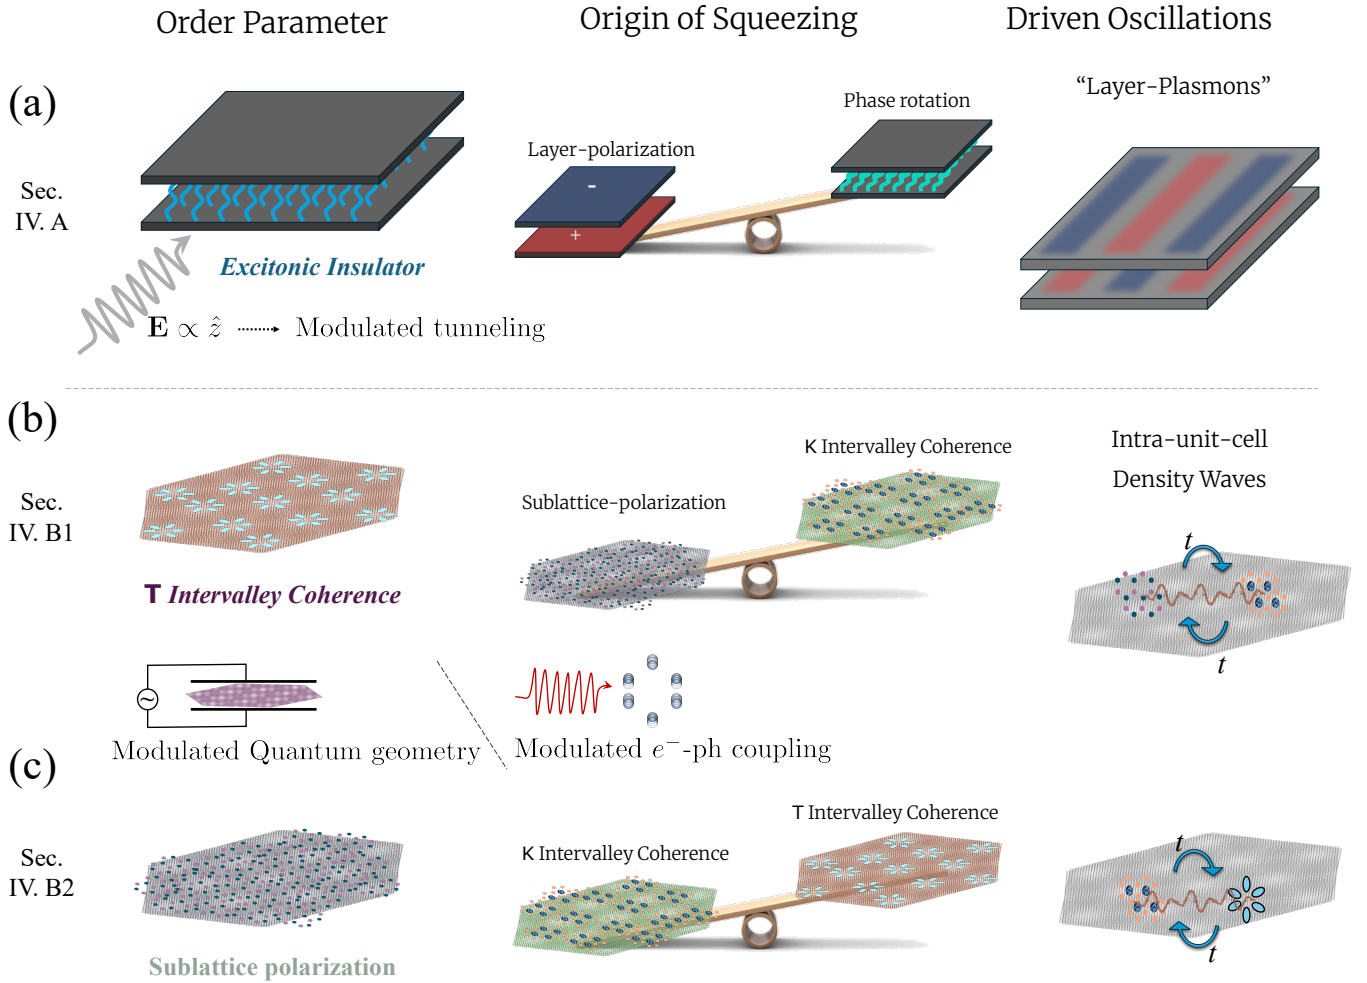 Order Parameter
Origin of Squeezing
Driven Oscillations
(a)
Sec.
IV. A
Excitonic Insulator
E ∝ ẑ ⋯→ Modulated tunneling
Layer-polarization
-
+
Phase rotation
“Layer-Plasmons”
(b)
Sec.
IV. B1
T Intervalley Coherence
Sublattice-polarization
K Intervalley Coherence
Intra-unit-cell
Density Waves
t
t
~
Modulated Quantum geometry
Modulated e⁻-ph coupling
(c)
Sec.
IV. B2
Sublattice polarization
K Intervalley Coherence
T Intervalley Coherence
t
t